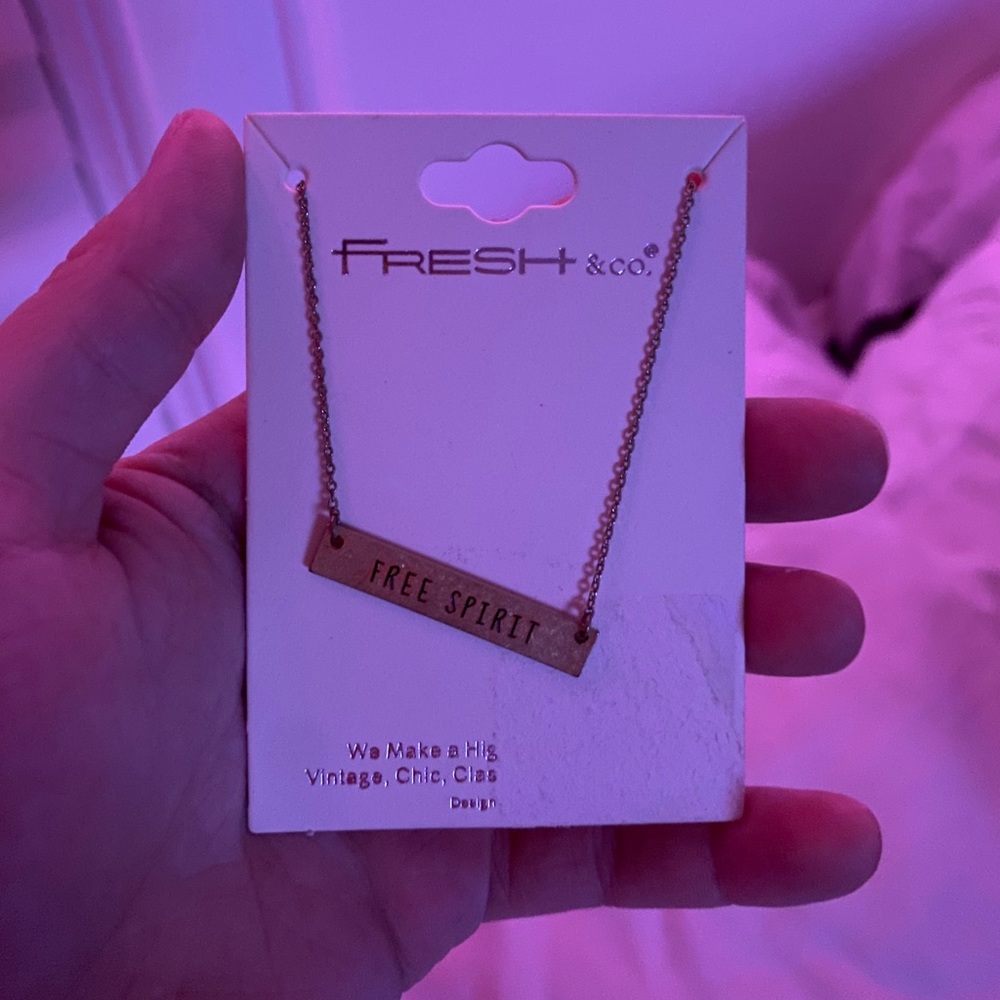 FRESH & CO.®
FREE SPIRIT
We Make a Hig
Vintage, Chic, Clas
Design